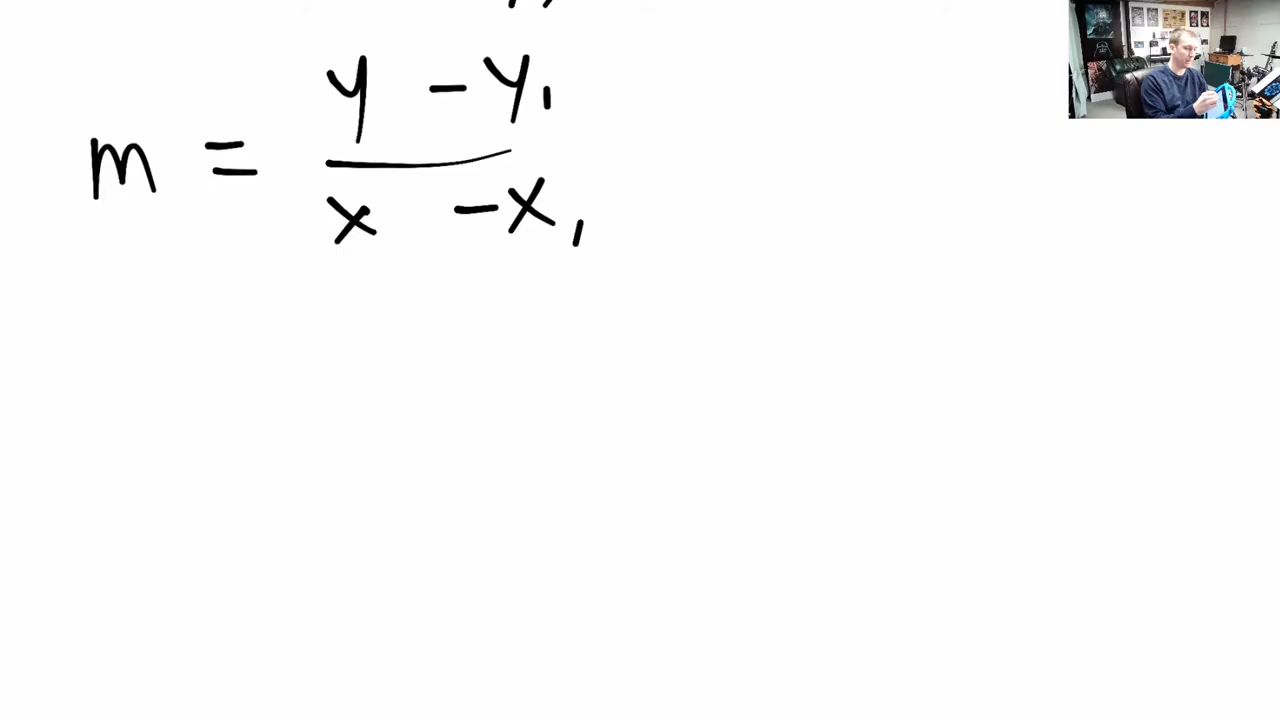 m = (y - y₁) / (x - x₁)